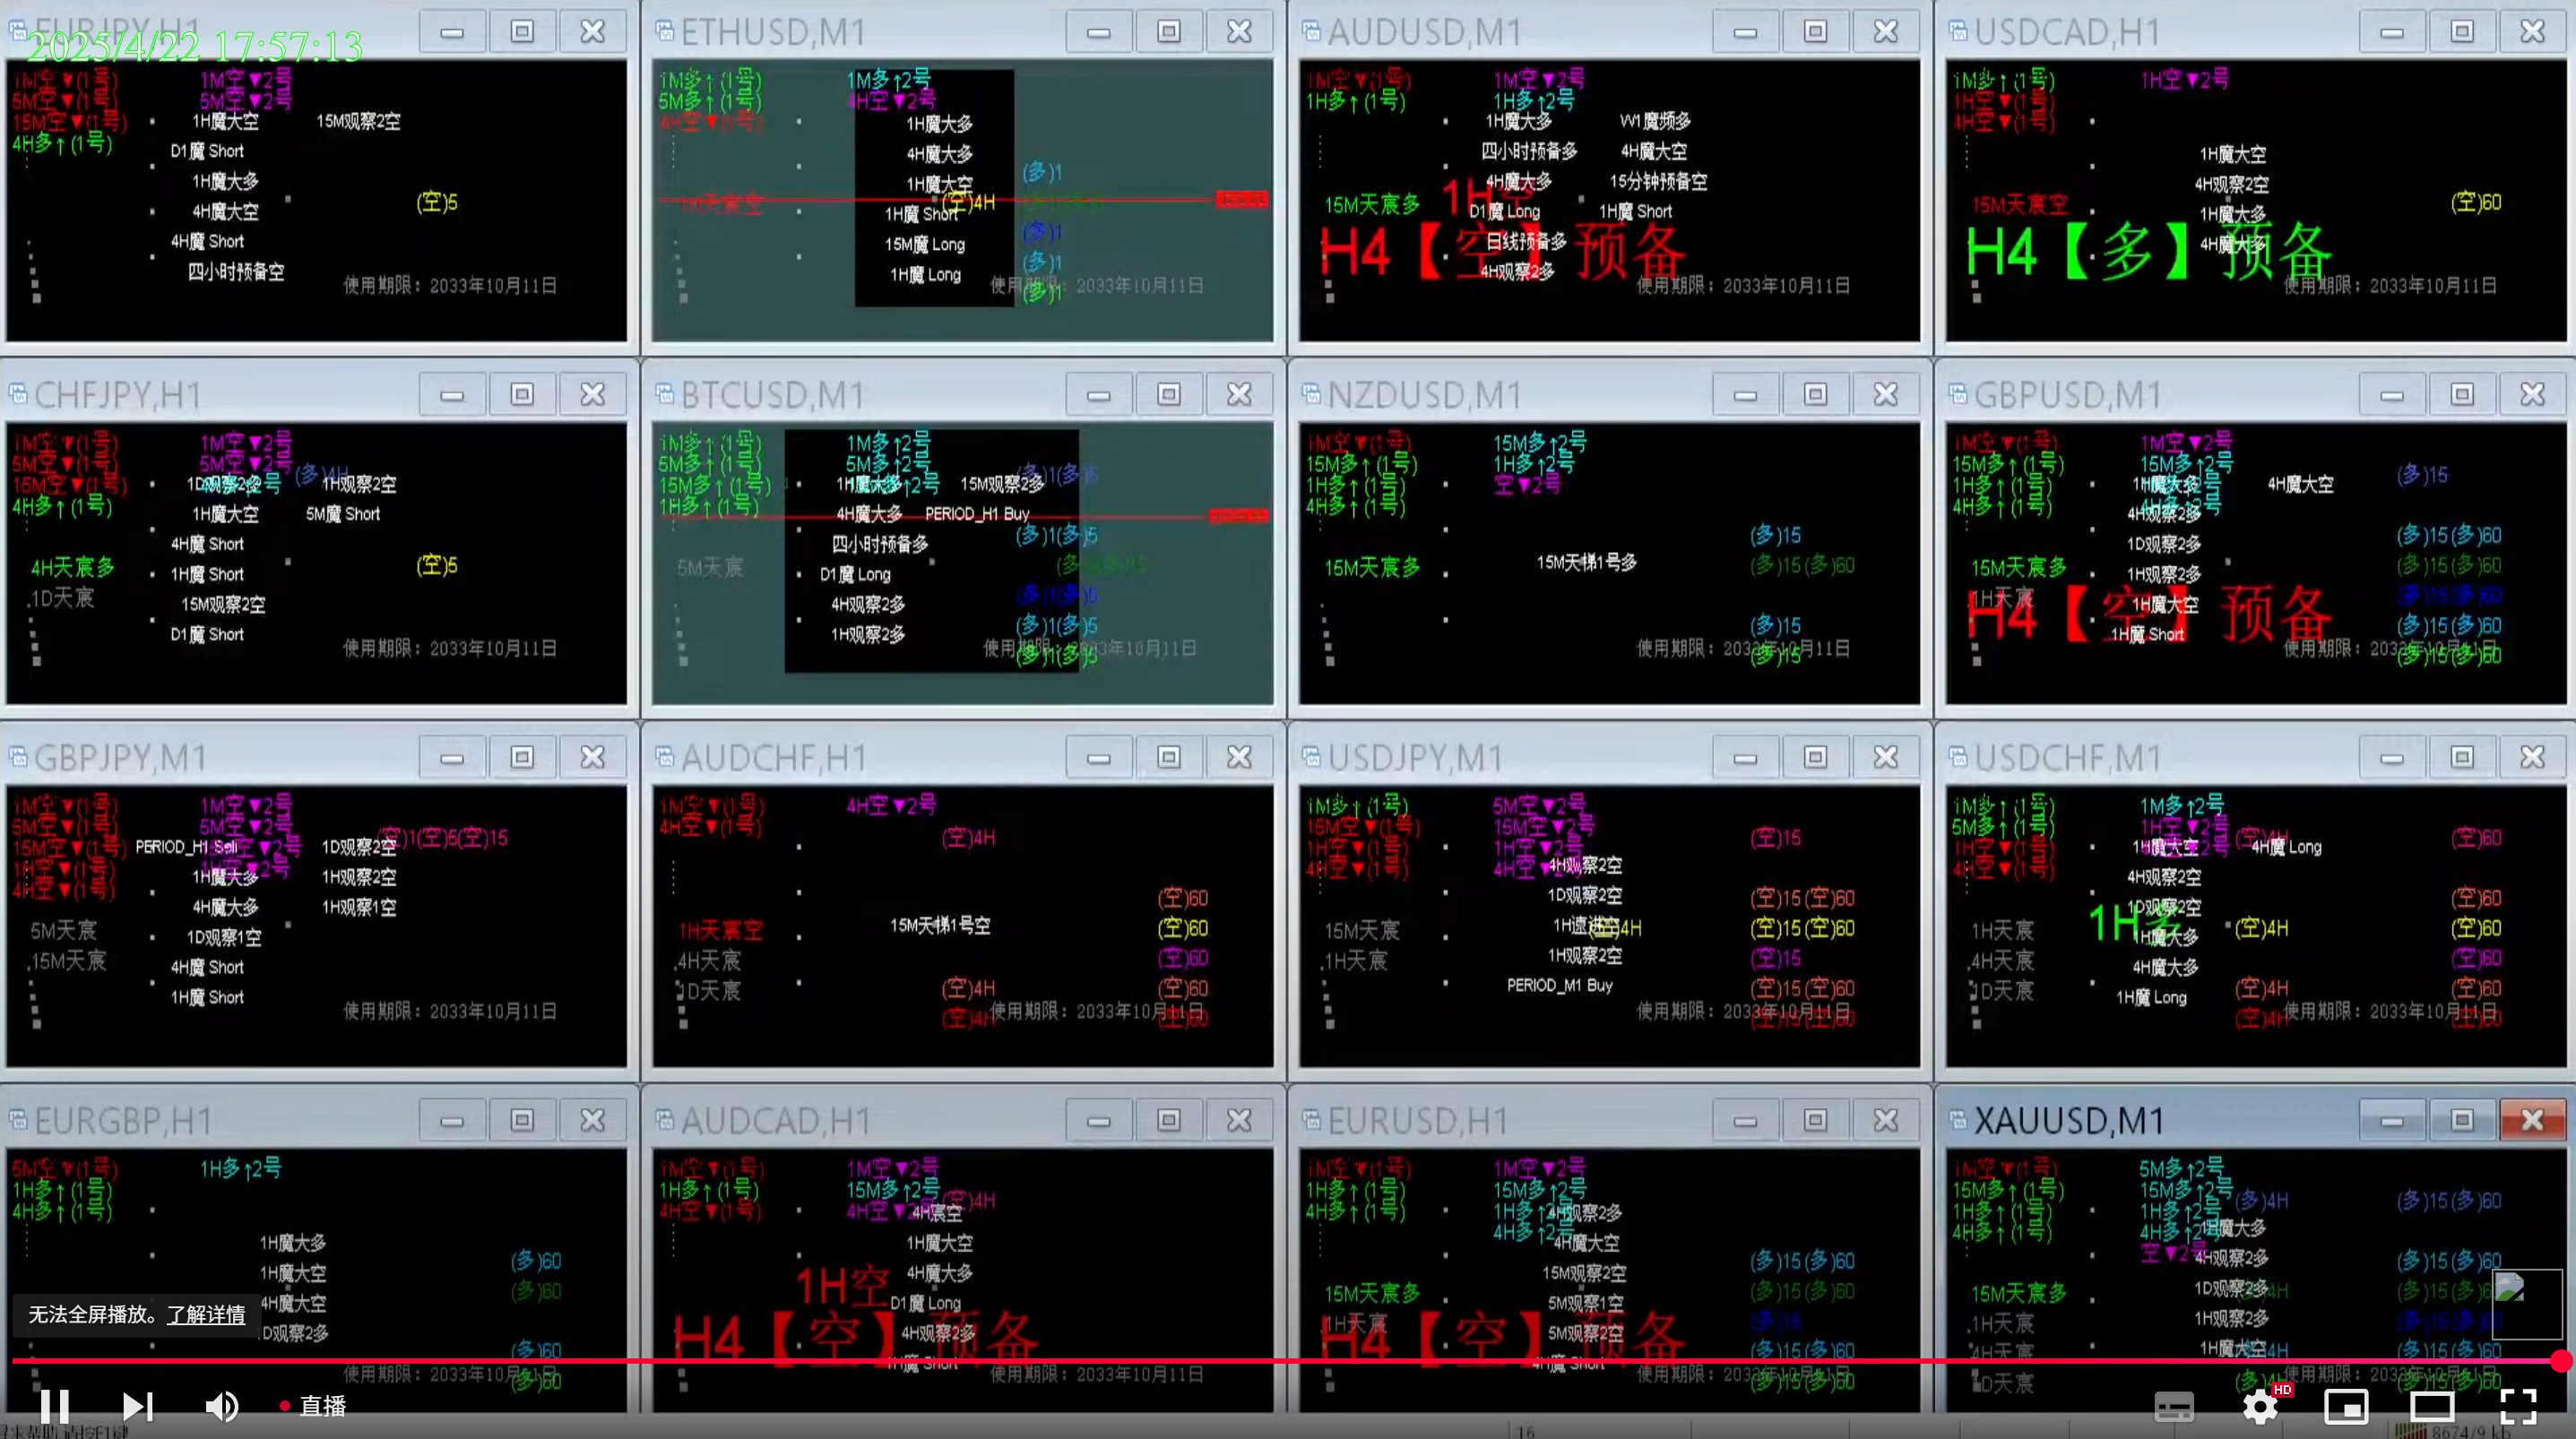 EURJPY,H1
2025/4/22 17:57:13
1M空▼(1号) 1M空▼2号
5M空▼(1号) 5M空▼2号
15M空▼(1号) 1H魔大空 15M观察2空
4H多↑(1号)
D1魔 Short
1H魔大多
4H魔大空 (空)5
4H魔 Short
四小时预备空
使用期限：2033年10月11日
ETHUSD,M1
1M多↑(1号) 1M多↑2号
5M多↑(1号) 4H空▼2号
4H空▼(1号) 1H魔大多
4H魔大多 (多)1
1H魔大空
(空)4H
1H魔 Short
15M魔 Long (多)1
(多)1
1H魔 Long
使用期限：2033年10月11日
(多)1
AUDUSD,M1
1M空▼(1号) 1M空▼2号
1H多↑(1号) 1H多↑2号
1H魔大多 W1魔频多
四小时预备多 4H魔大空
4H魔大多 15分钟预备空
15M天宸多 1H空
D1魔 Long 1H魔 Short
日线预备多
H4【空】预备
4H观察2多
使用期限：2033年10月11日
USDCAD,H1
1M多↑(1号) 1H空▼2号
1H空▼(1号)
4H空▼(1号)
1H魔大空
4H观察2空
15M天宸空 1H魔大多 (空)60
4H魔大多
H4【多】预备
使用期限：2033年10月11日
CHFJPY,H1
1M空▼(1号) 1M空▼2号
5M空▼(1号) 5M空▼2号 (多)4H
15M空▼(1号) 1D观察2多 1H观察2空
4H多↑(1号) 1H魔大空 5M魔 Short
4H魔 Short
4H天宸多 1H魔 Short (空)5
1D天宸 15M观察2空
D1魔 Short
使用期限：2033年10月11日
BTCUSD,M1
1M多↑(1号) 1M多↑2号
5M多↑(1号) 5M多↑2号 (多)1(多)5
15M多↑(1号) 1H魔大多 15M观察2多
1H多↑(1号) 4H魔大多 PERIOD_H1 Buy
四小时预备多 (多)1(多)5
5M天宸 D1魔 Long
4H观察2多 (多)1(多)5
1H观察2多 (多)1(多)5
使用期限：2033年10月11日
(多)1(多)5
NZDUSD,M1
1M空▼(1号) 15M多↑2号
15M多↑(1号) 1H多↑2号
1H多↑(1号) 空▼2号
4H多↑(1号)
(多)15
15M天宸多 15M天梯1号多 (多)15(多)60
(多)15
使用期限：2033年10月11日
(多)15
GBPUSD,M1
1M空▼(1号) 1M空▼2号
15M多↑(1号) 15M多↑2号 (多)15
1H多↑(1号) 1H魔大多 4H魔大空
4H多↑(1号) 4H观察2多
1D观察2多 (多)15(多)60
15M天宸多 1H观察2多 (多)15(多)60
1H天宸 1H魔大空 (多)15(多)60
H4【空】预备
1H魔 Short (多)15(多)60
使用期限：2033年10月11日
(多)15(多)60
GBPJPY,M1
1M空▼(1号) 1M空▼2号
5M空▼(1号) 5M空▼2号 (空)1(空)5(空)15
15M空▼(1号) PERIOD_H1 Sell 1D观察2空
1H空▼(1号) 1H魔大多 1H观察2空
4H空▼(1号) 4H魔大多 1H观察1空
5M天宸 1D观察1空
15M天宸 4H魔 Short
1H魔 Short
使用期限：2033年10月11日
AUDCHF,H1
1M空▼(1号) 4H空▼2号
4H空▼(1号) (空)4H
(空)60
1H天宸空 15M天梯1号空 (空)60
4H天宸 (空)60
1D天宸 (空)4H (空)60
(空)4H 使用期限：2033年10月11日 (空)60
USDJPY,M1
1M多↑(1号) 5M空▼2号
15M空▼(1号) 15M空▼2号 (空)15
1H空▼(1号) 1H空▼2号
4H空▼(1号) 4H空▼2号 4H观察2空
1D观察2空 (空)15(空)60
15M天宸 4H (空)15(空)60
1H天宸 1H观察2空 (空)15
PERIOD_M1 Buy (空)15(空)60
使用期限：2033年10月11日
(空)15(空)60
USDCHF,M1
1M多↑(1号) 1M多↑2号
5M多↑(1号) 1H空▼2号 (空)4H (空)60
1H空▼(1号) 1H魔大空 4H魔 Long
4H空▼(1号) 4H观察2空
1D观察2空 (空)60
1H天宸 1H多 1H魔大多 (空)4H (空)60
4H天宸 4H魔大多 (空)60
1D天宸 1H魔 Long (空)4H (空)60
(空)4H 使用期限：2033年10月11日 (空)60
EURGBP,H1
5M空▼(1号) 1H多↑2号
1H多↑(1号)
4H多↑(1号)
1H魔大多 (多)60
1H魔大空 (多)60
4H魔大空
1D观察2多 (多)60
使用期限：2033年10月11日
(多)60
AUDCAD,H1
1M空▼(1号) 1M空▼2号
1H多↑(1号) 15M多↑2号 (空)4H
4H空▼(1号) 4H空▼2号 4H宸空
1H魔大空
1H空 4H魔大多
D1魔 Long
H4【空】预备 4H观察2多
1H魔 Short
使用期限：2033年10月11日
EURUSD,H1
1M空▼(1号) 1M空▼2号
1H多↑(1号) 15M多↑2号
4H多↑(1号) 1H多↑2号 4H观察2多
4H多↑2号 4H魔大空
15M观察2空 (多)15(多)60
15M天宸多 5M观察1空 (多)15(多)60
1H天宸 5M观察2空 (多)15
H4【空】预备 (多)15(多)60
4H魔 Short
使用期限：2033年10月11日
(多)15(多)60
XAUUSD,M1
1M空▼(1号) 5M多↑2号
15M多↑(1号) 15M多↑2号 (多)4H (多)15(多)60
1H多↑(1号) 1H多↑2号 1H魔大多
4H多↑(1号) 4H多↑2号
空▼2号 4H观察2多 (多)15(多)60
15M天宸多 1D观察2多
1H天宸 1H观察2多
4H天宸 1H魔大空 (多)15(多)60
1D天宸
使用期限：2033年10月11日
无法全屏播放。了解详情
直播
HD
16
8674/9 kb